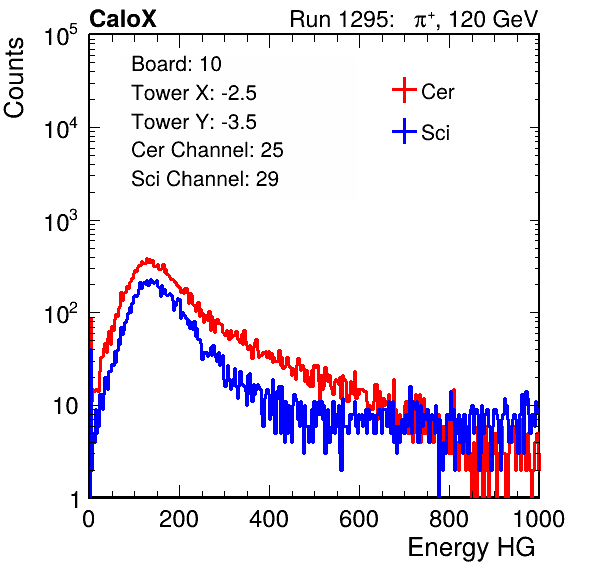 CaloX Run 1295: π⁺, 120 GeV
Counts
10⁵
10⁴
10³
10²
10
1
Board: 10
Tower X: -2.5
Tower Y: -3.5
Cer Channel: 25
Sci Channel: 29
Cer
Sci
0 200 400 600 800 1000
Energy HG